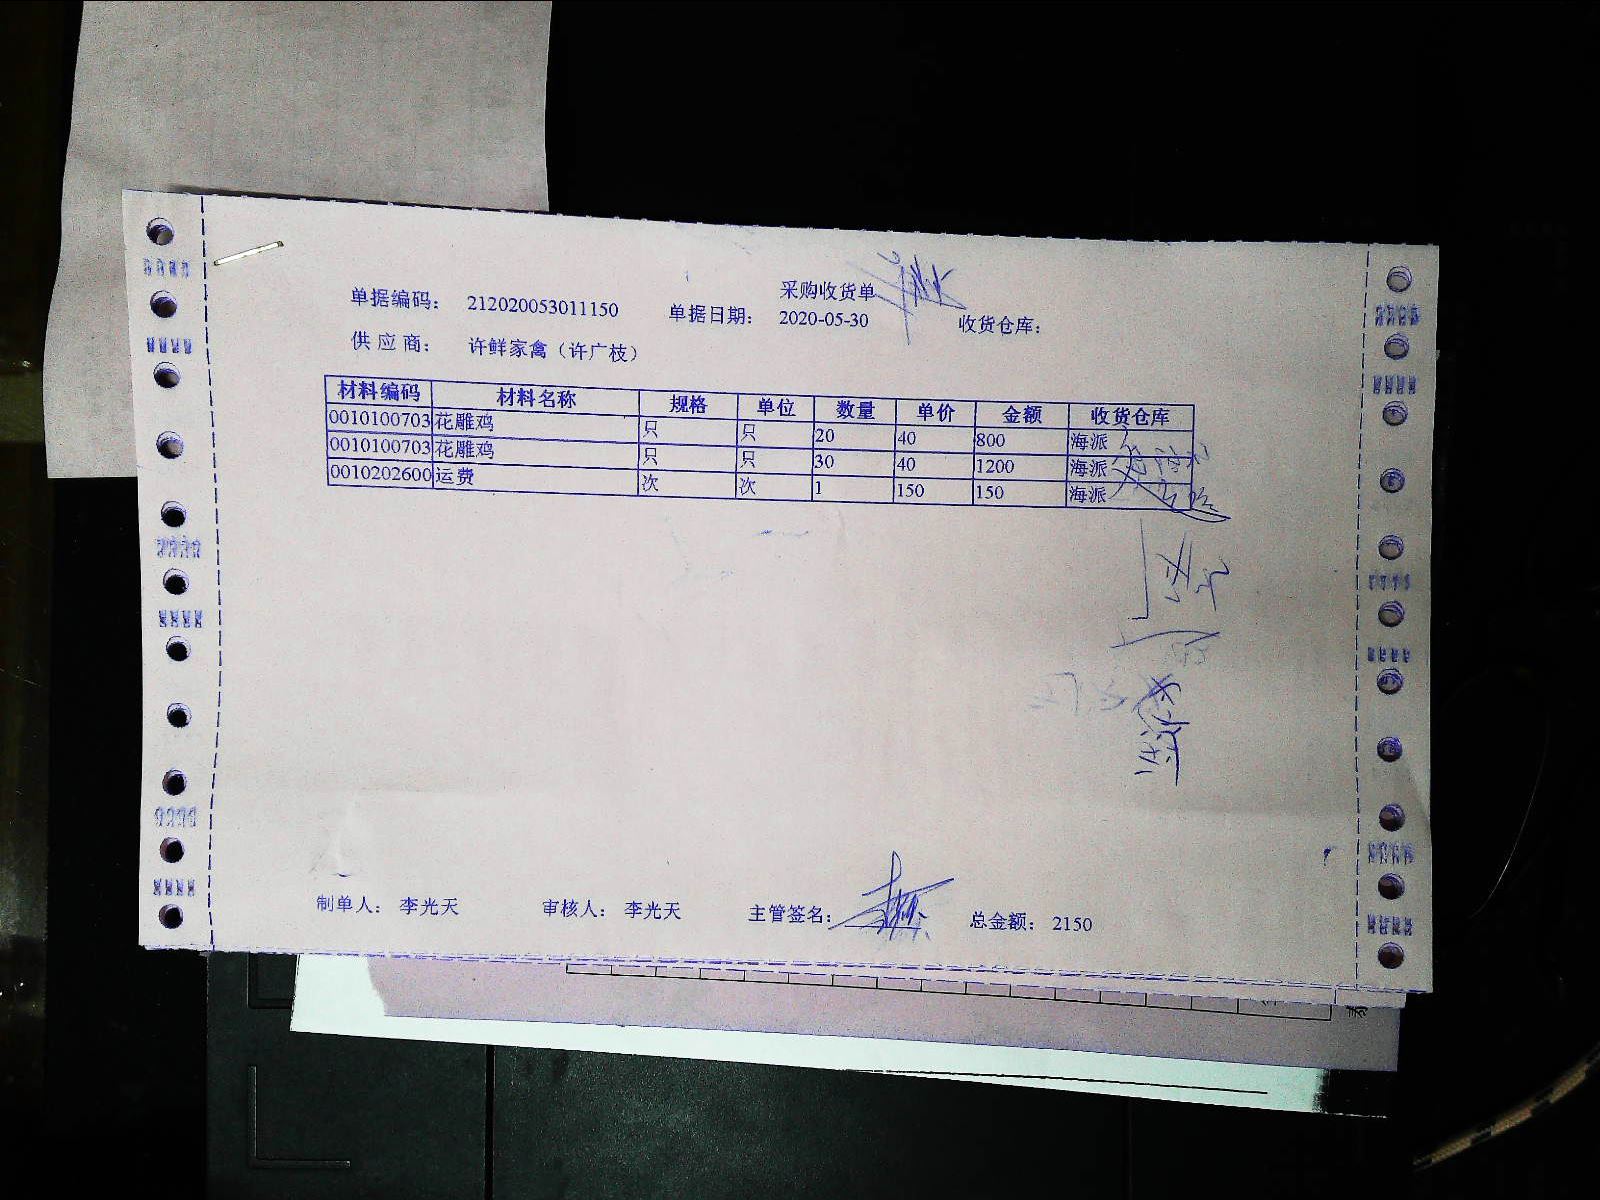 采购收货单
单据编码： 212020053011150 单据日期： 2020-05-30 收货仓库：
供 应 商： 许鲜家禽（许广枝）
材料编码 材料名称 规格 单位 数量 单价 金额 收货仓库
0010100703 花雕鸡 只 只 20 40 800 海派
0010100703 花雕鸡 只 只 30 40 1200 海派
0010202600 运费 次 次 1 150 150 海派
制单人： 李光天 审核人： 李光天 主管签名： 总金额： 2150